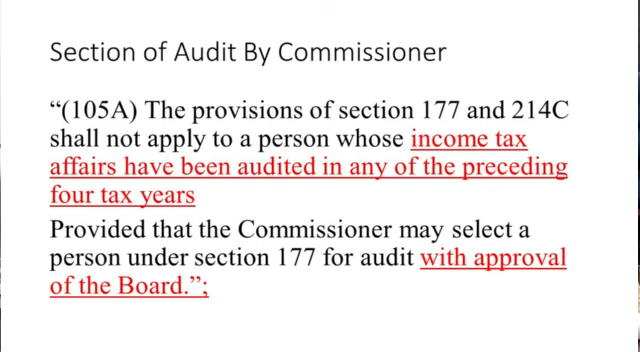 Section of Audit By Commissioner
“(105A) The provisions of section 177 and 214C
shall not apply to a person whose income tax
affairs have been audited in any of the preceding
four tax years
Provided that the Commissioner may select a
person under section 177 for audit with approval
of the Board.”;